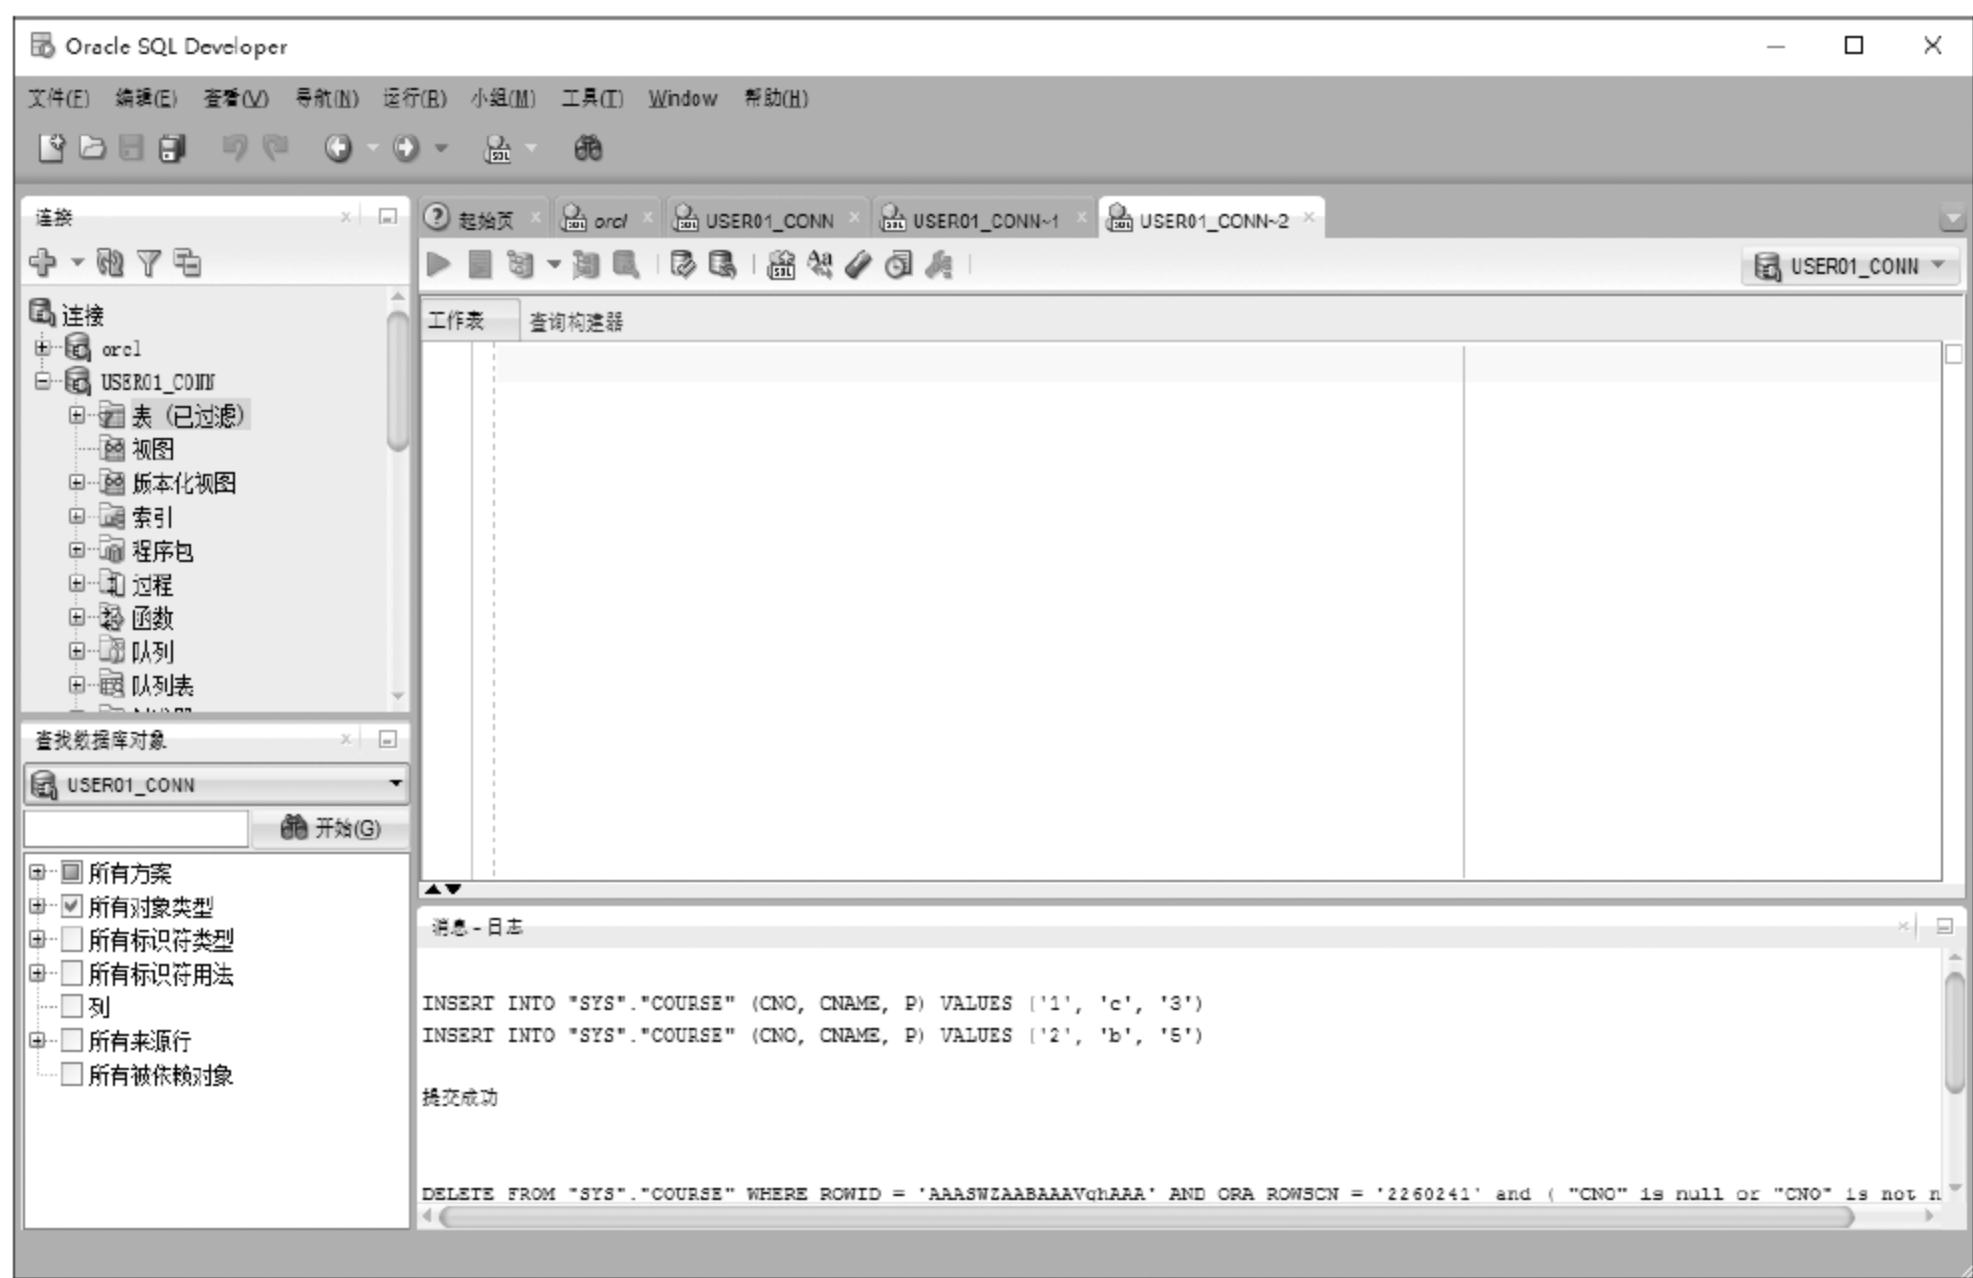 Oracle SQL Developer
文件(F) 编辑(E) 查看(V) 导航(N) 运行(R) 小组(M) 工具(T) Window 帮助(H)
连接
起始页
orcl
USER01_CONN
USER01_CONN~1
USER01_CONN~2
USER01_CONN
连接
orcl
USER01_CONN
表 (已过滤)
视图
版本化视图
索引
程序包
过程
函数
队列
队列表
工作表 查询构建器
查找数据库对象
USER01_CONN
开始(G)
所有方案
所有对象类型
所有标识符类型
所有标识符用法
列
所有来源行
所有被依赖对象
消息 - 日志
INSERT INTO "SYS"."COURSE" (CNO, CNAME, P) VALUES ('1', 'c', '3')
INSERT INTO "SYS"."COURSE" (CNO, CNAME, P) VALUES ('2', 'b', '5')
提交成功
DELETE FROM "SYS"."COURSE" WHERE ROWID = 'AAASWZAABAAAVqhAAA' AND ORA_ROWSCN = '2260241' and ( "CNO" is null or "CNO" is not n